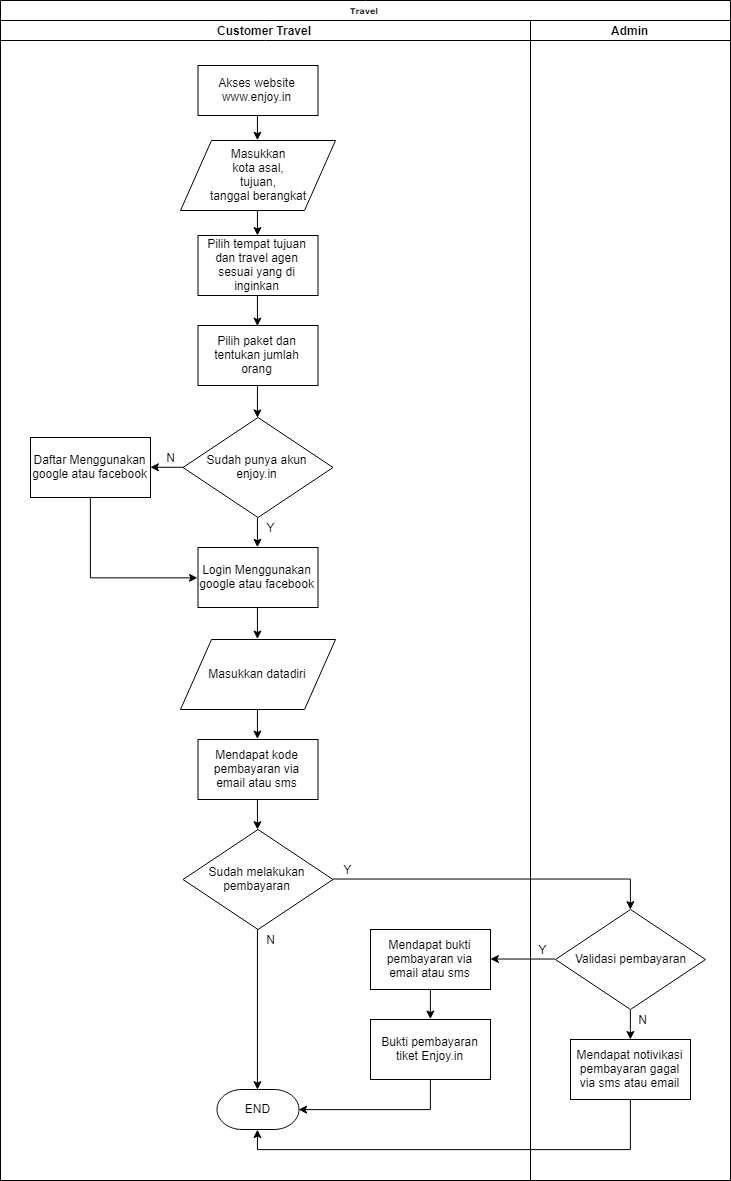 Travel
Customer Travel
Admin
Akses website
www.enjoy.in
Masukkan
kota asal,
tujuan,
tanggal berangkat
Pilih tempat tujuan
dan travel agen
sesuai yang di
inginkan
Pilih paket dan
tentukan jumlah
orang
Sudah punya akun
enjoy.in
N
Daftar Menggunakan
google atau facebook
Y
Login Menggunakan
google atau facebook
Masukkan datadiri
Mendapat kode
pembayaran via
email atau sms
Sudah melakukan
pembayaran
Y
N
Validasi pembayaran
Y
Mendapat bukti
pembayaran via
email atau sms
N
Bukti pembayaran
tiket Enjoy.in
Mendapat notivikasi
pembayaran gagal
via sms atau email
END